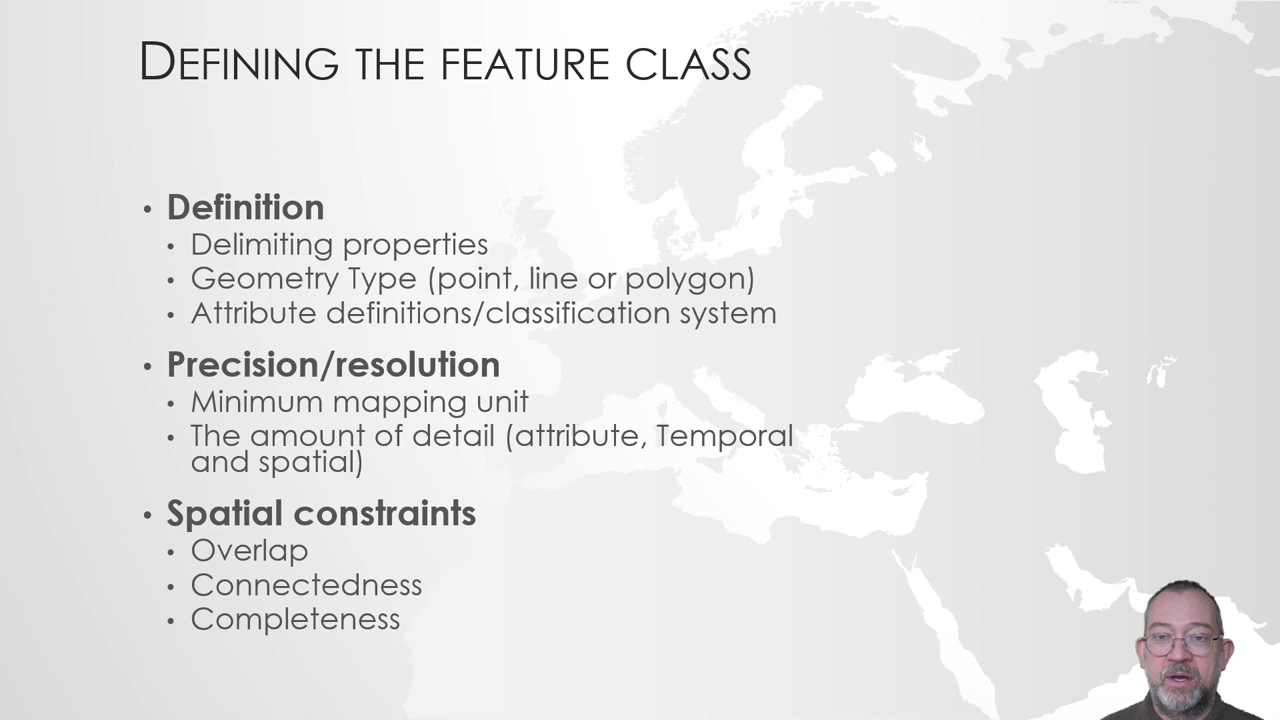 DEFINING THE FEATURE CLASS
• Definition
• Delimiting properties
• Geometry Type (point, line or polygon)
• Attribute definitions/classification system
• Precision/resolution
• Minimum mapping unit
• The amount of detail (attribute, Temporal
and spatial)
• Spatial constraints
• Overlap
• Connectedness
• Completeness